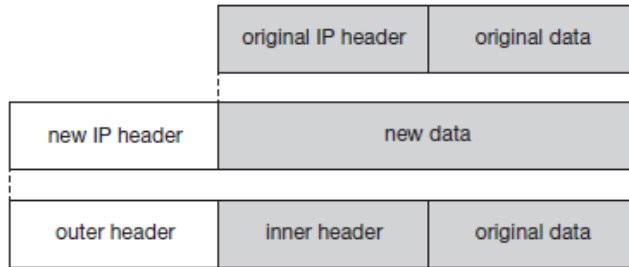 original IP header original data
new IP header new data
outer header inner header original data